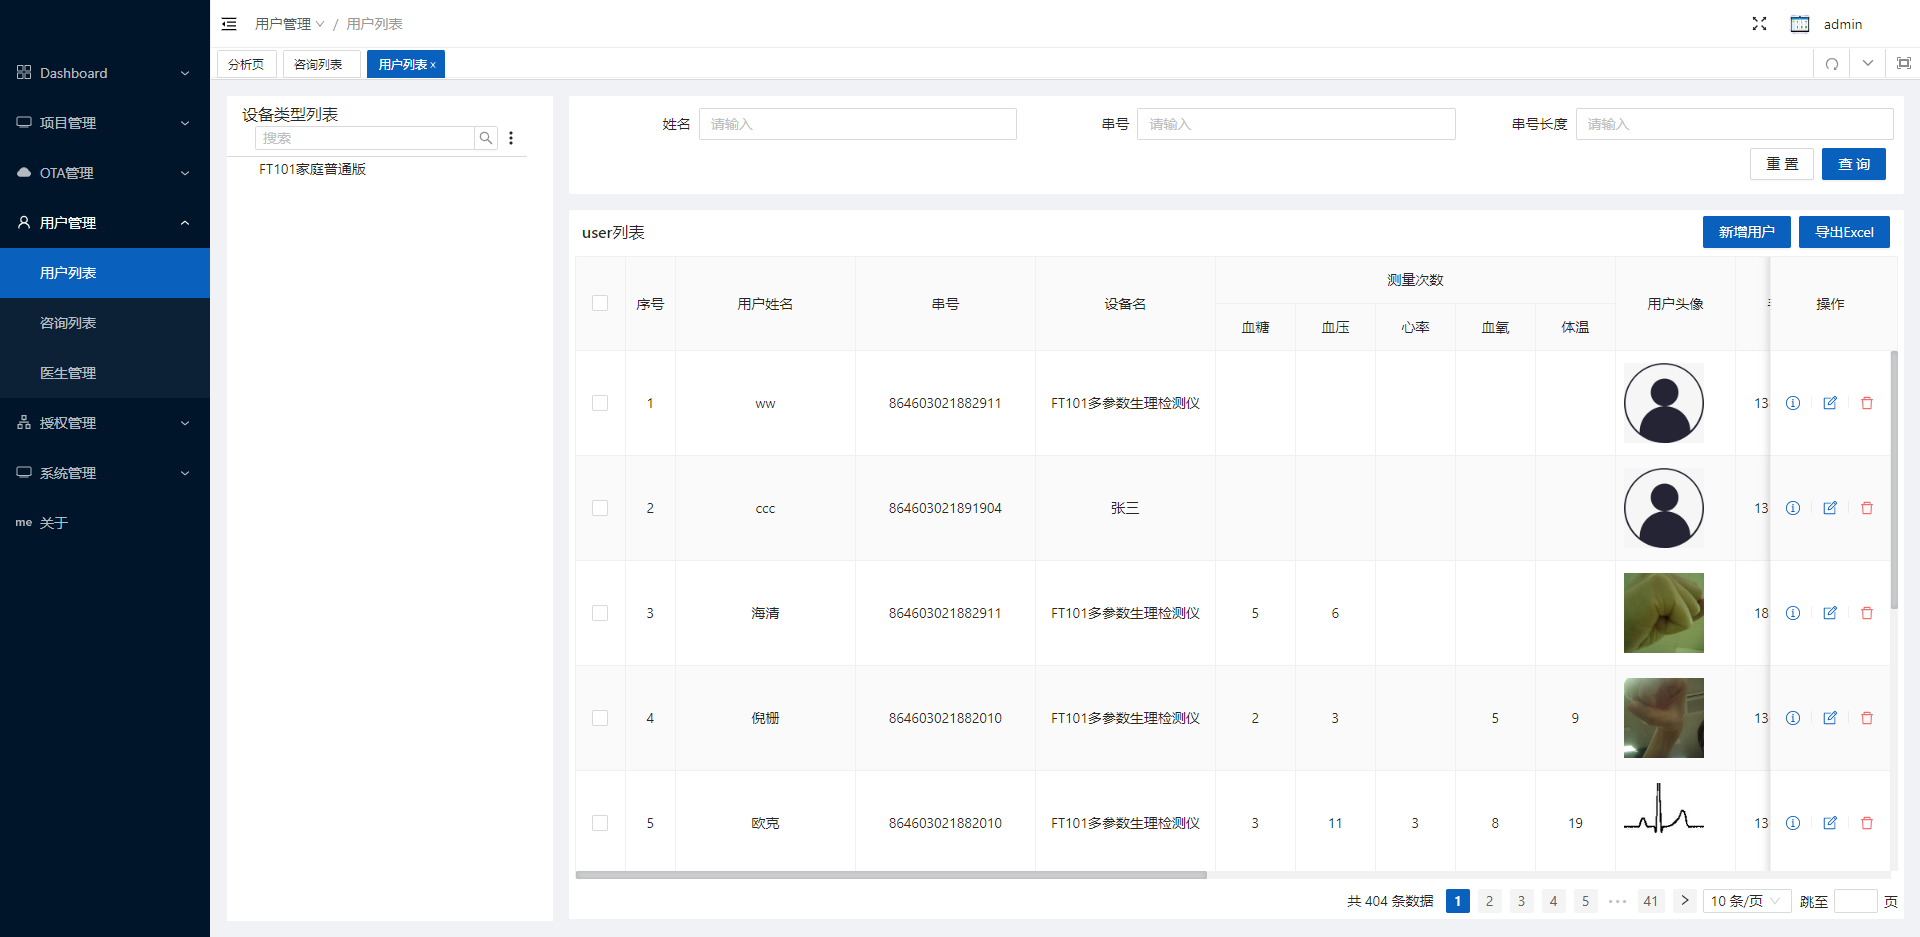 用户管理 / 用户列表
admin
分析页
咨询列表
用户列表 x
Dashboard
项目管理
OTA管理
用户管理
用户列表
咨询列表
医生管理
授权管理
系统管理
me 关于
设备类型列表
搜索
FT101家庭普通版
姓名 请输入
串号 请输入
串号长度 请输入
重 置
查 询
user列表
新增用户
导出Excel
序号 用户姓名 串号 设备名 测量次数 用户头像 操作
血糖 血压 心率 血氧 体温
1 ww 864603021882911 FT101多参数生理检测仪 13
2 ccc 864603021891904 张三 13
3 海清 864603021882911 FT101多参数生理检测仪 5 6 18
4 倪栅 864603021882010 FT101多参数生理检测仪 2 3 5 9 13
5 欧克 864603021882010 FT101多参数生理检测仪 3 11 3 8 19 13
共 404 条数据 1 2 3 4 5 ••• 41 > 10 条/页 跳至 页